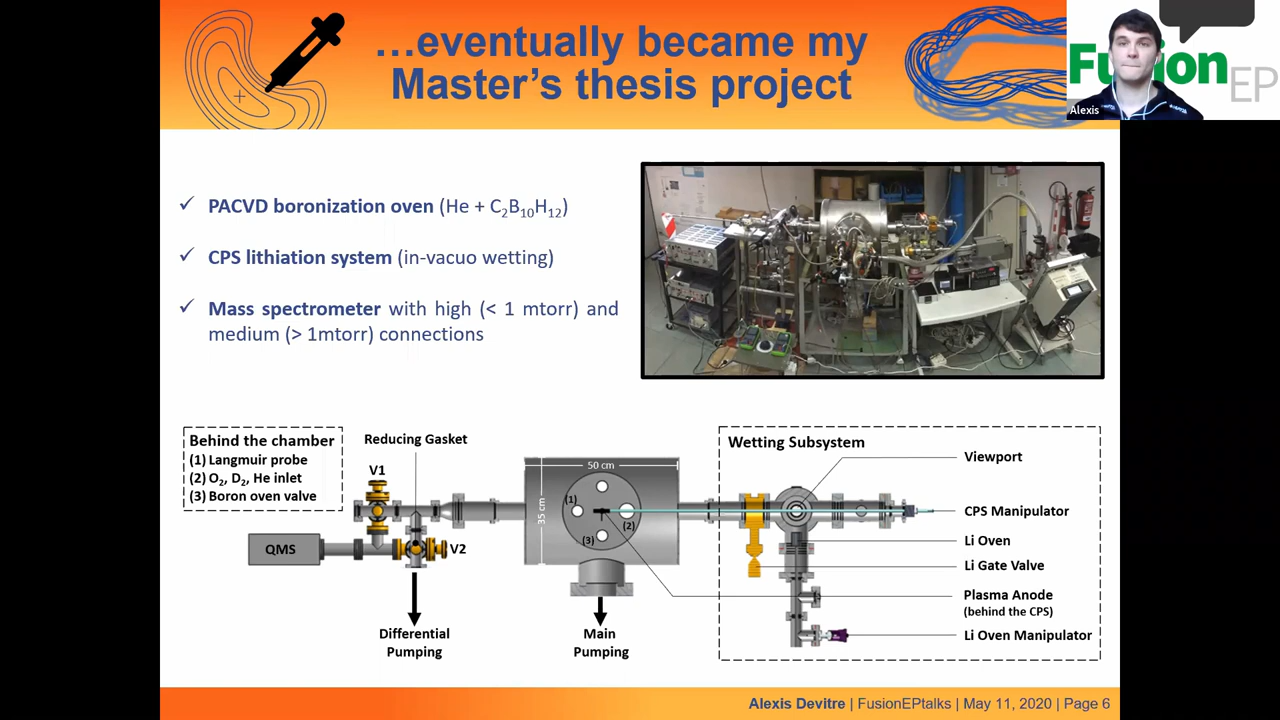 ...eventually became my
Master's thesis project
Fusion
EP
Alexis
✓ PACVD boronization oven (He + C₂B₁₀H₁₂)
✓ CPS lithiation system (in-vacuo wetting)
✓ Mass spectrometer with high (< 1 mtorr) and
medium (> 1mtorr) connections
Behind the chamber
(1) Langmuir probe
(2) O₂, D₂, He inlet
(3) Boron oven valve
Reducing Gasket
V1
V2
QMS
Differential
Pumping
50 cm
35 cm
(1)
(2)
(3)
Main
Pumping
Wetting Subsystem
Viewport
CPS Manipulator
Li Oven
Li Gate Valve
Plasma Anode
(behind the CPS)
Li Oven Manipulator
Alexis Devitre | FusionEPtalks | May 11, 2020 | Page 6